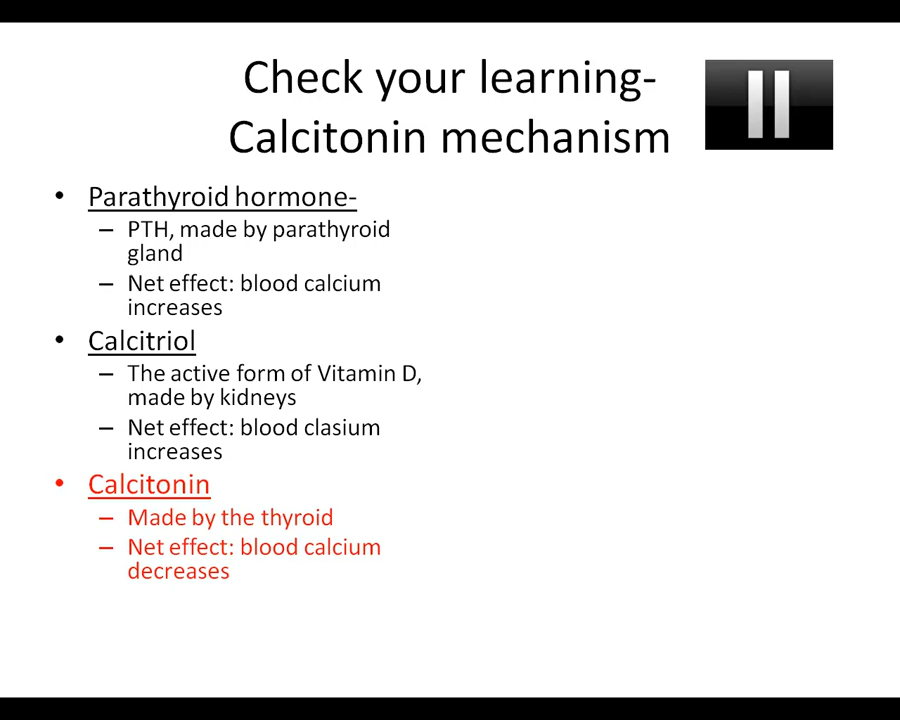 Check your learning-
Calcitonin mechanism
• Parathyroid hormone-
– PTH, made by parathyroid
gland
– Net effect: blood calcium
increases
• Calcitriol
– The active form of Vitamin D,
made by kidneys
– Net effect: blood clasium
increases
• Calcitonin
– Made by the thyroid
– Net effect: blood calcium
decreases